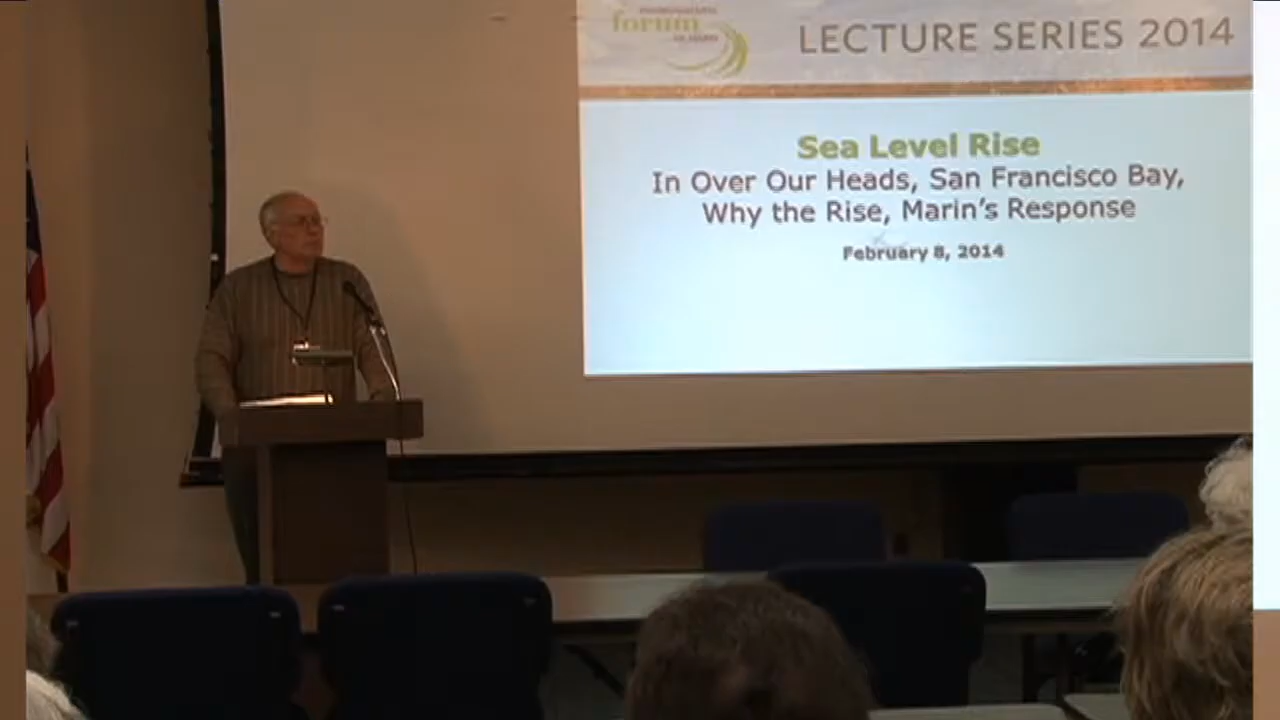 forum
LECTURE SERIES 2014
Sea Level Rise
In Over Our Heads, San Francisco Bay,
Why the Rise, Marin's Response
February 8, 2014